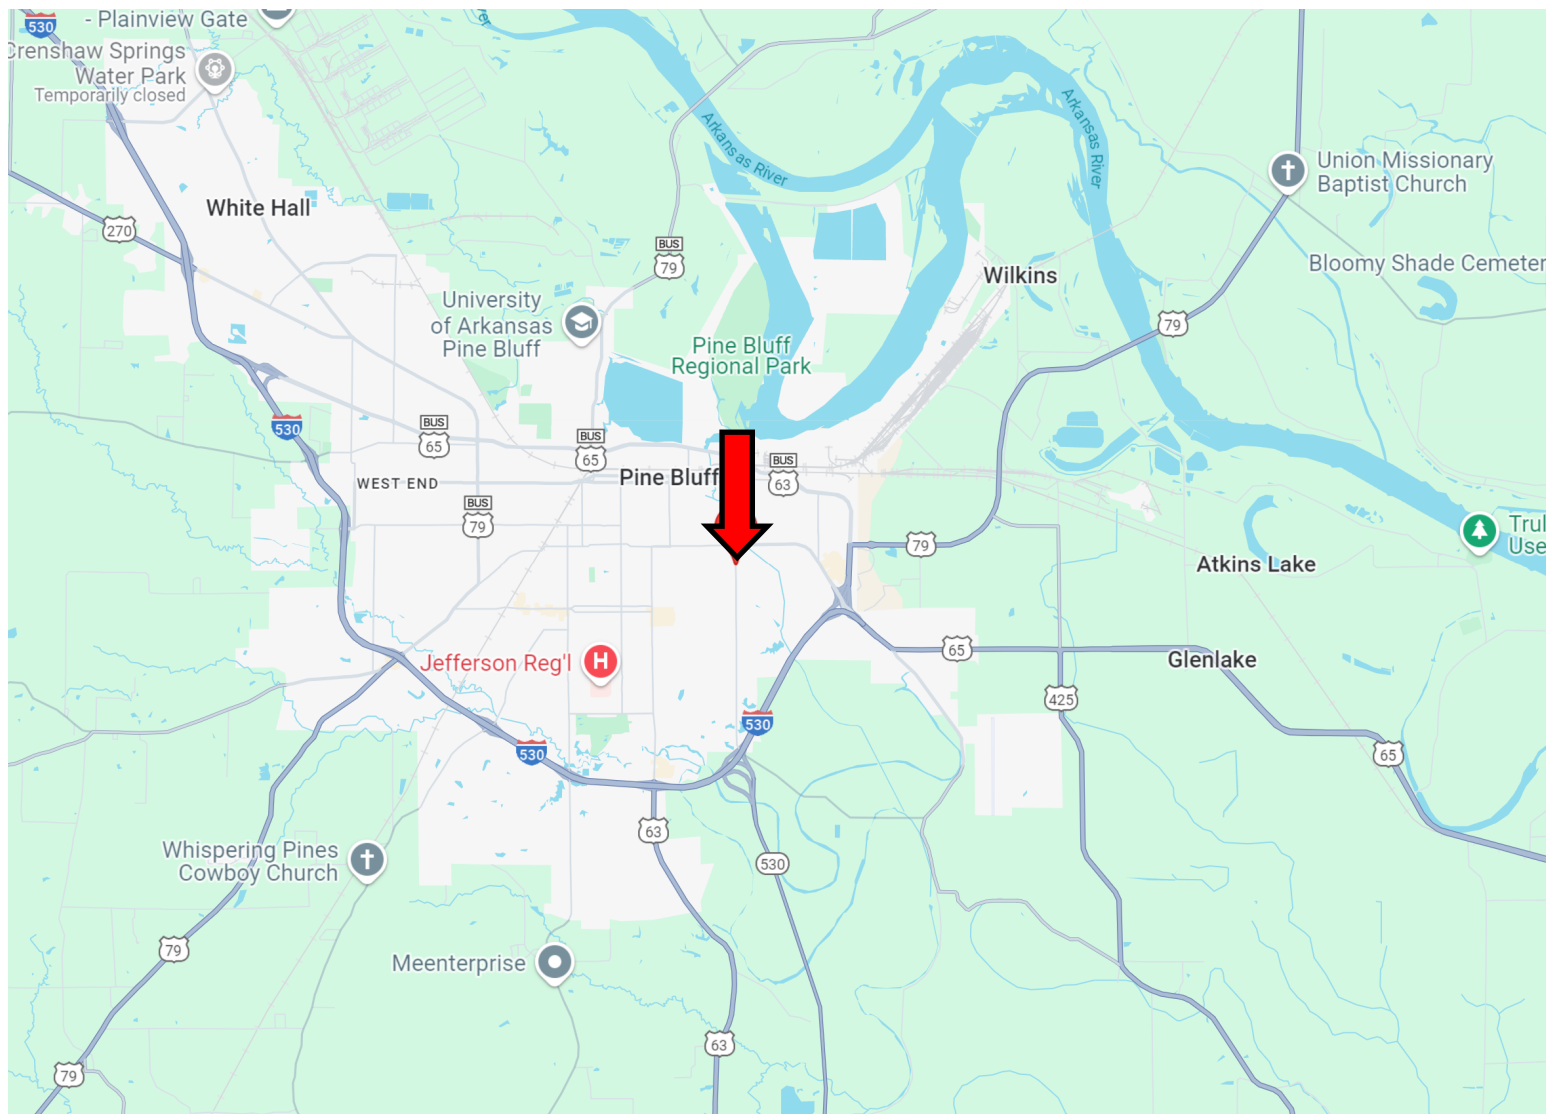 530
- Plainview Gate
er
Crenshaw Springs
Water Park
Temporarily closed
Arkansas River
Arkansas River
Union Missionary
Baptist Church
White Hall
270
BUS
79
Wilkins
Bloomy Shade Cemeter
University
of Arkansas
Pine Bluff
79
Pine Bluff
Regional Park
530
BUS
65
BUS
65
BUS
63
WEST END
Pine Bluff
BUS
79
79
Trul
Use
Atkins Lake
Jefferson Reg'l
H
65
Glenlake
425
530
530
65
63
Whispering Pines
Cowboy Church
530
79
Meenterprise
63
79